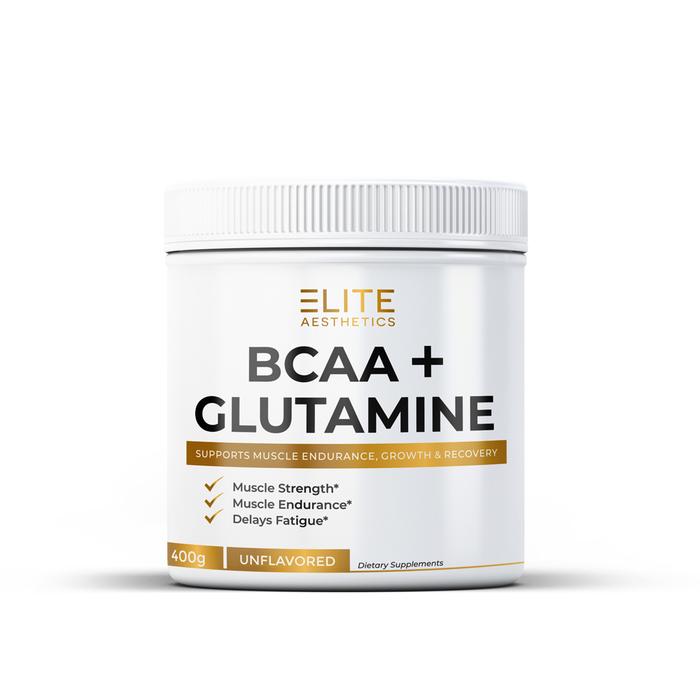 ELITE
AESTHETICS
BCAA +
GLUTAMINE
SUPPORTS MUSCLE ENDURANCE, GROWTH & RECOVERY
Muscle Strength*
Muscle Endurance*
Delays Fatigue*
400g UNFLAVORED Dietary Supplements